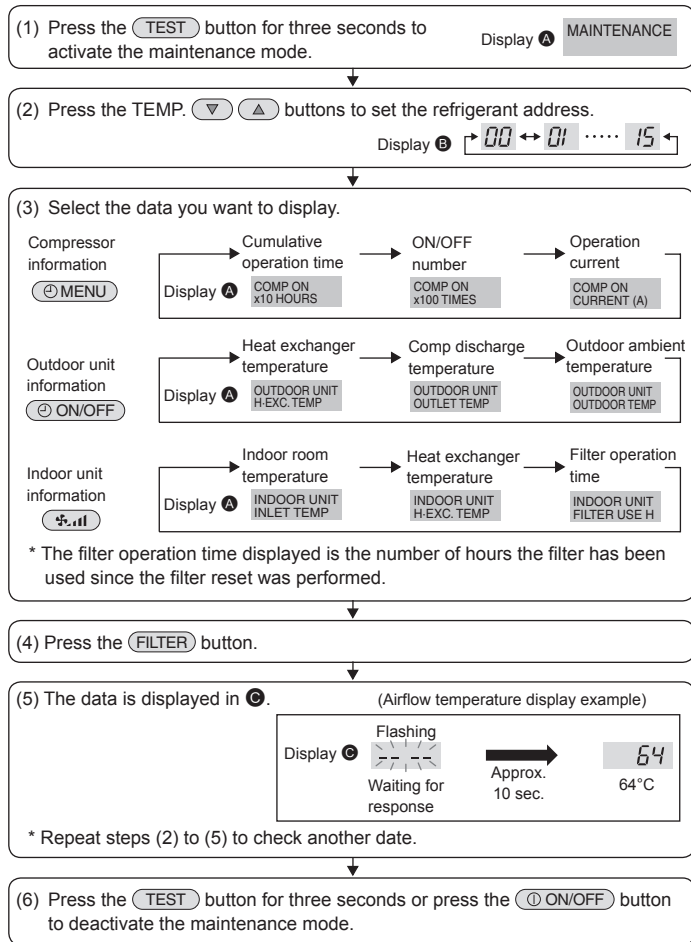 (1) Press the TEST button for three seconds to
activate the maintenance mode.
Display A MAINTENANCE
(2) Press the TEMP. ▼ ▲ buttons to set the refrigerant address.
Display B 00 ↔ 01 ····· 15
(3) Select the data you want to display.
Compressor
information
MENU
Cumulative
operation time
ON/OFF
number
Operation
current
Display A
COMP ON
x10 HOURS
COMP ON
x100 TIMES
COMP ON
CURRENT (A)
Outdoor unit
information
ON/OFF
Heat exchanger
temperature
Comp discharge
temperature
Outdoor ambient
temperature
Display A
OUTDOOR UNIT
H·EXC. TEMP
OUTDOOR UNIT
OUTLET TEMP
OUTDOOR UNIT
OUTDOOR TEMP
Indoor unit
information
Indoor room
temperature
Heat exchanger
temperature
Filter operation
time
Display A
INDOOR UNIT
INLET TEMP
INDOOR UNIT
H·EXC. TEMP
INDOOR UNIT
FILTER USE H
* The filter operation time displayed is the number of hours the filter has been
used since the filter reset was performed.
(4) Press the FILTER button.
(5) The data is displayed in C.
(Airflow temperature display example)
Display C
Flashing
-- --
Waiting for
response
Approx.
10 sec.
64
64°C
* Repeat steps (2) to (5) to check another date.
(6) Press the TEST button for three seconds or press the ON/OFF button
to deactivate the maintenance mode.